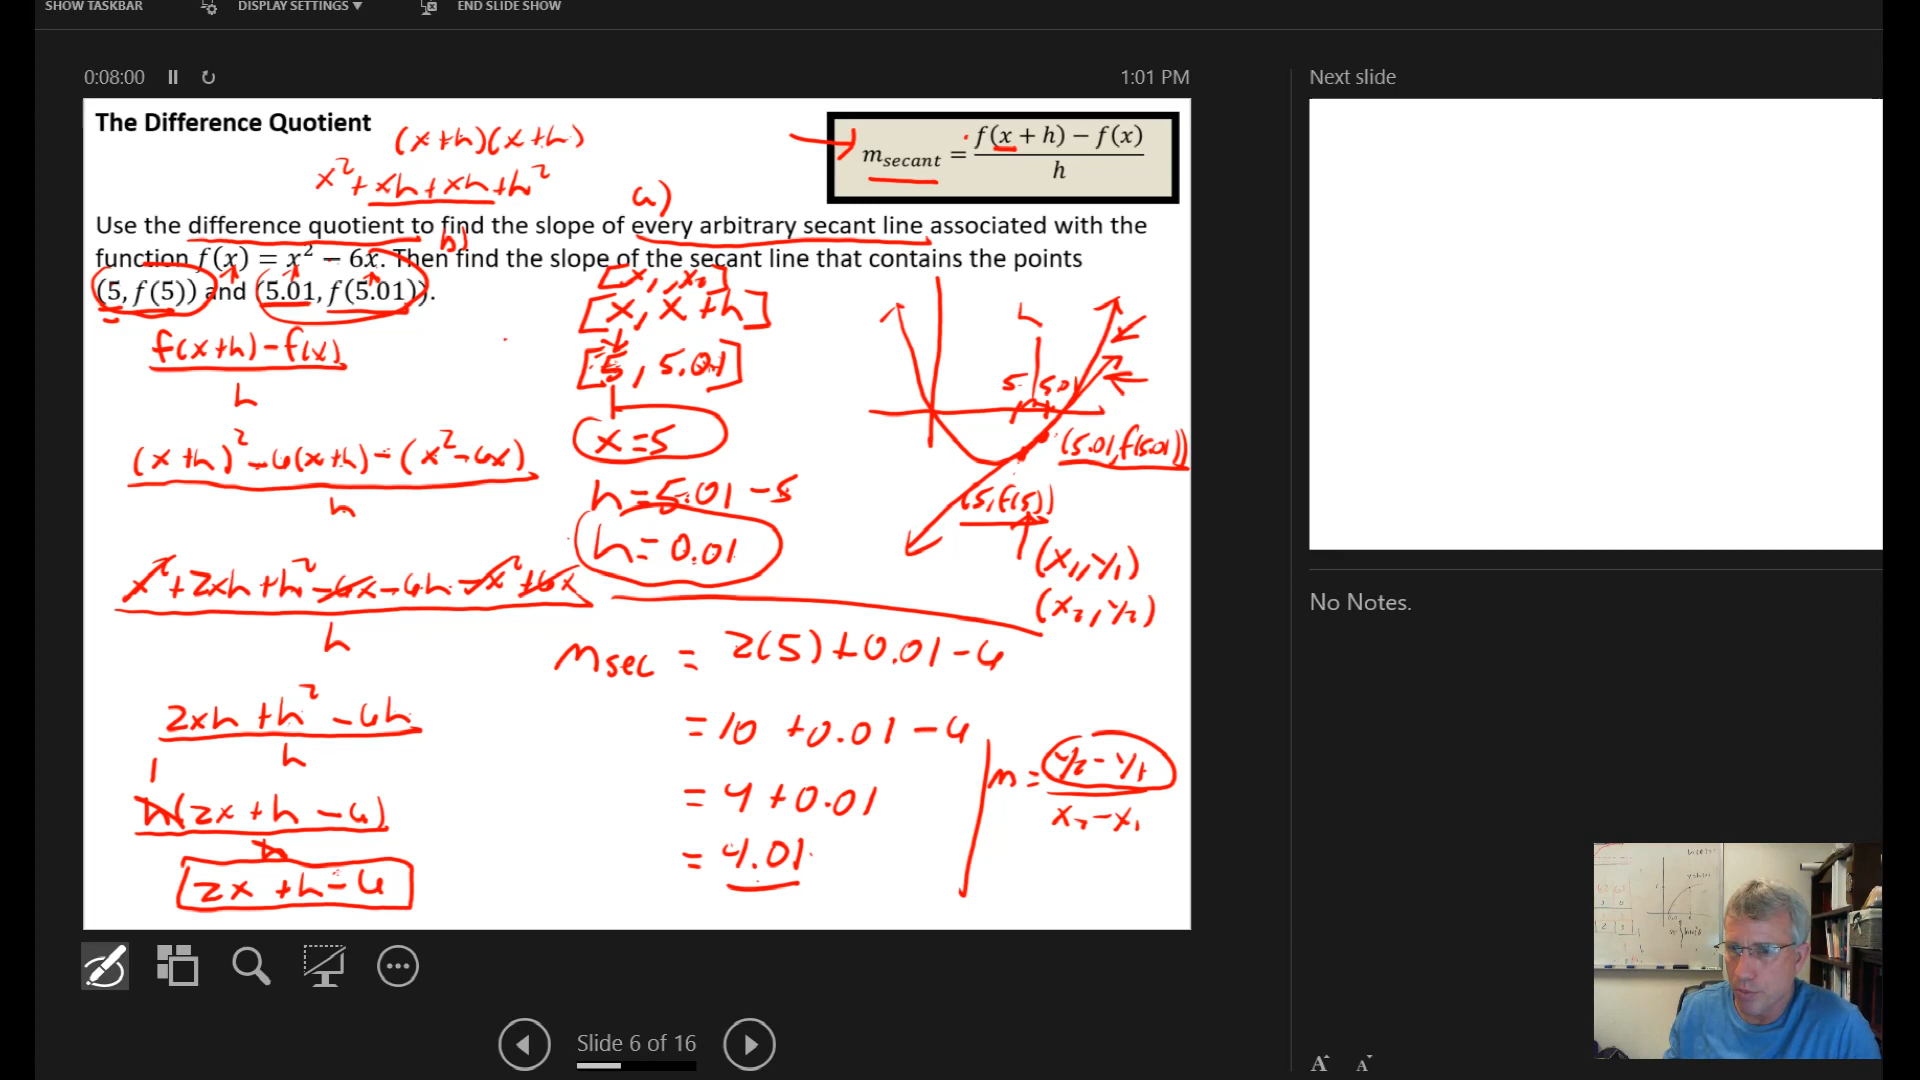 SHOW TASKBAR DISPLAY SETTINGS ▼ END SLIDE SHOW
0:08:00 1:01 PM
Next slide
The Difference Quotient
(x+h)(x+h)
x²+xh+xh+h²
m_secant = (f(x + h) − f(x)) / h
a)
Use the difference quotient to find the slope of every arbitrary secant line associated with the
b)
function f(x) = x² − 6x. Then find the slope of the secant line that contains the points
(5, f(5)) and (5.01, f(5.01)).
[x₁, x₂]
[x, x+h]
[5, 5.01]
x=5
h=5.01-5
h=0.01
f(x+h)-f(x)
h
(x+h)²-6(x+h)-(x²-6x)
h
x²+2xh+h²-6x-6h-x²+6x
h
2xh+h²-6h
h
1
h(2x+h-6)
h
2x+h-6
h
5 5.01
(5.01, f(5.01))
(5, f(5))
(x₁, y₁)
(x₂, y₂)
msec = 2(5)+0.01-6
= 10+0.01-6
= 4+0.01
= 4.01
m = y₂-y₁
x₂-x₁
No Notes.
Slide 6 of 16
A A